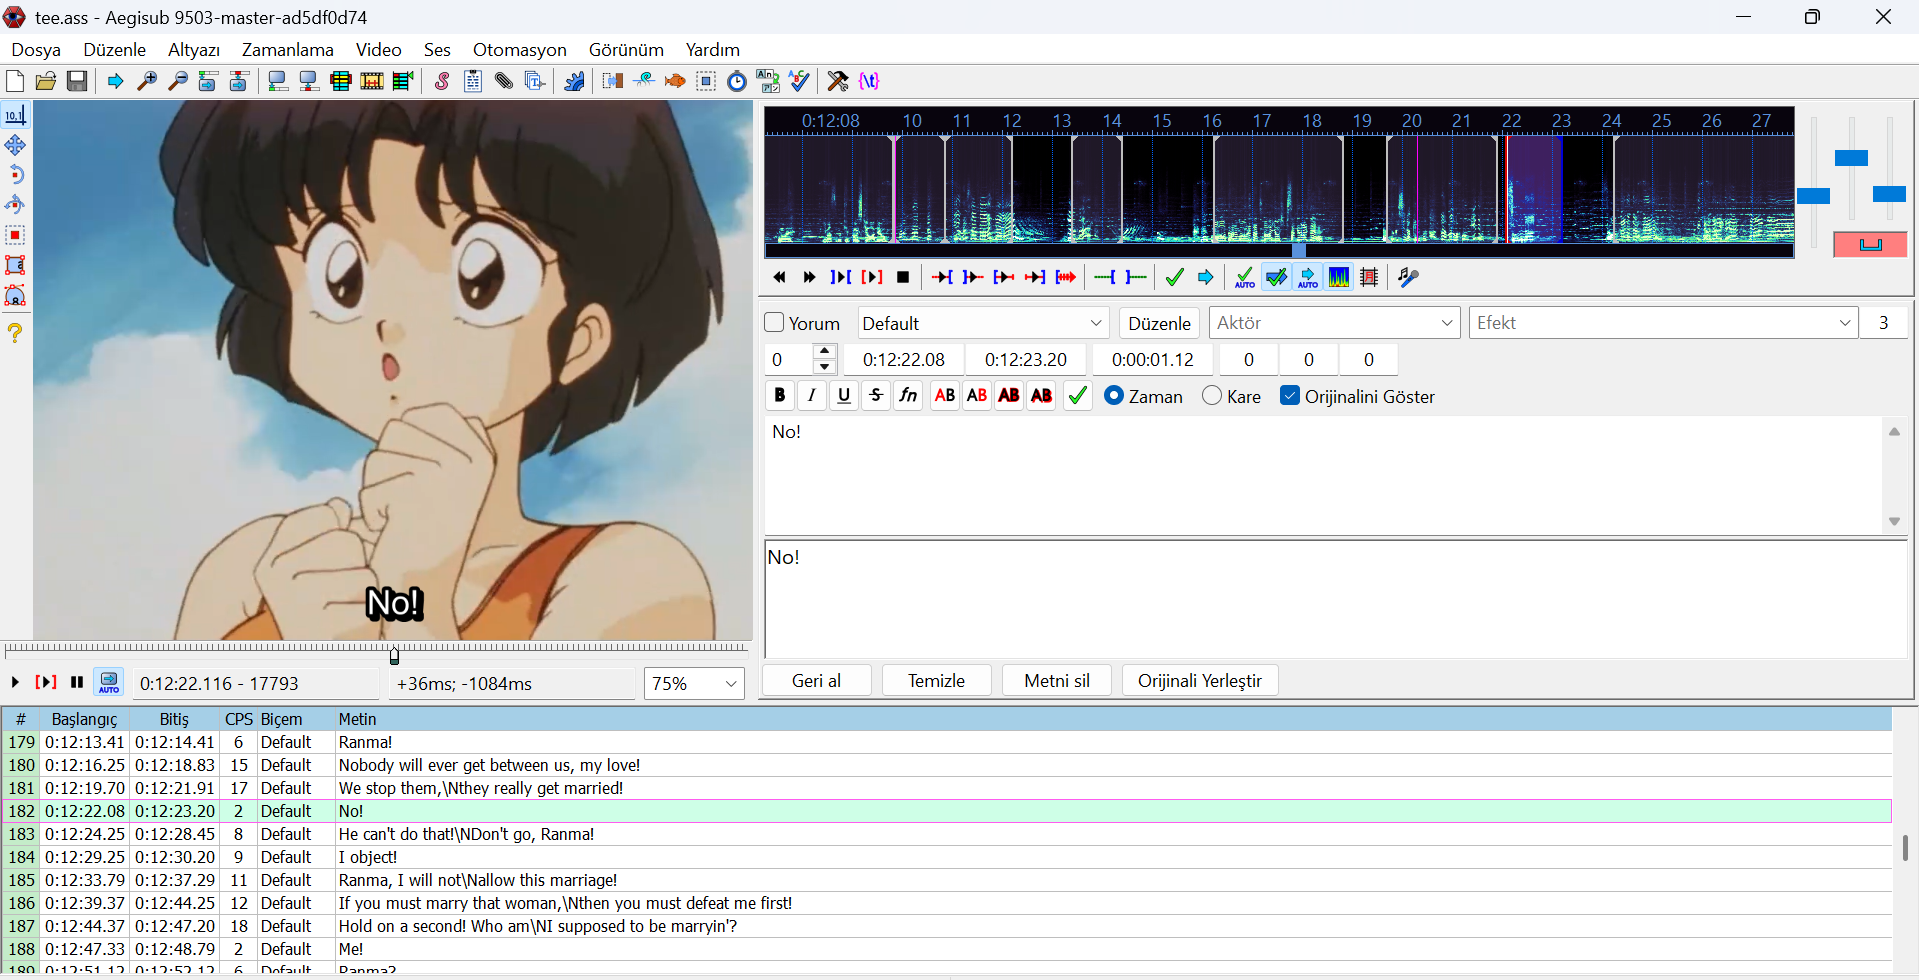 tee.ass - Aegisub 9503-master-ad5df0d74
Dosya Düzenle Altyazı Zamanlama Video Ses Otomasyon Görünüm Yardım
0:12:08 10 11 12 13 14 15 16 17 18 19 20 21 22 23 24 25 26 27
Yorum Default Düzenle Aktör Efekt 3
0 0:12:22.08 0:12:23.20 0:00:01.12 0 0 0
B I U S fn AB AB AB AB Zaman Kare Orijinalini Göster
No!
No!
No!
Geri al Temizle Metni sil Orijinali Yerleştir
AUTO 0:12:22.116 - 17793 +36ms; -1084ms 75%
# Başlangıç Bitiş CPS Biçem Metin
179 0:12:13.41 0:12:14.41 6 Default Ranma!
180 0:12:16.25 0:12:18.83 15 Default Nobody will ever get between us, my love!
181 0:12:19.70 0:12:21.91 17 Default We stop them,\Nthey really get married!
182 0:12:22.08 0:12:23.20 2 Default No!
183 0:12:24.25 0:12:28.45 8 Default He can't do that!\NDon't go, Ranma!
184 0:12:29.25 0:12:30.20 9 Default I object!
185 0:12:33.79 0:12:37.29 11 Default Ranma, I will not\Nallow this marriage!
186 0:12:39.37 0:12:44.25 12 Default If you must marry that woman,\Nthen you must defeat me first!
187 0:12:44.37 0:12:47.20 18 Default Hold on a second! Who am\NI supposed to be marryin'?
188 0:12:47.33 0:12:48.79 2 Default Me!
189 0:12:51.12 0:12:52.12 6 Default Ranma?